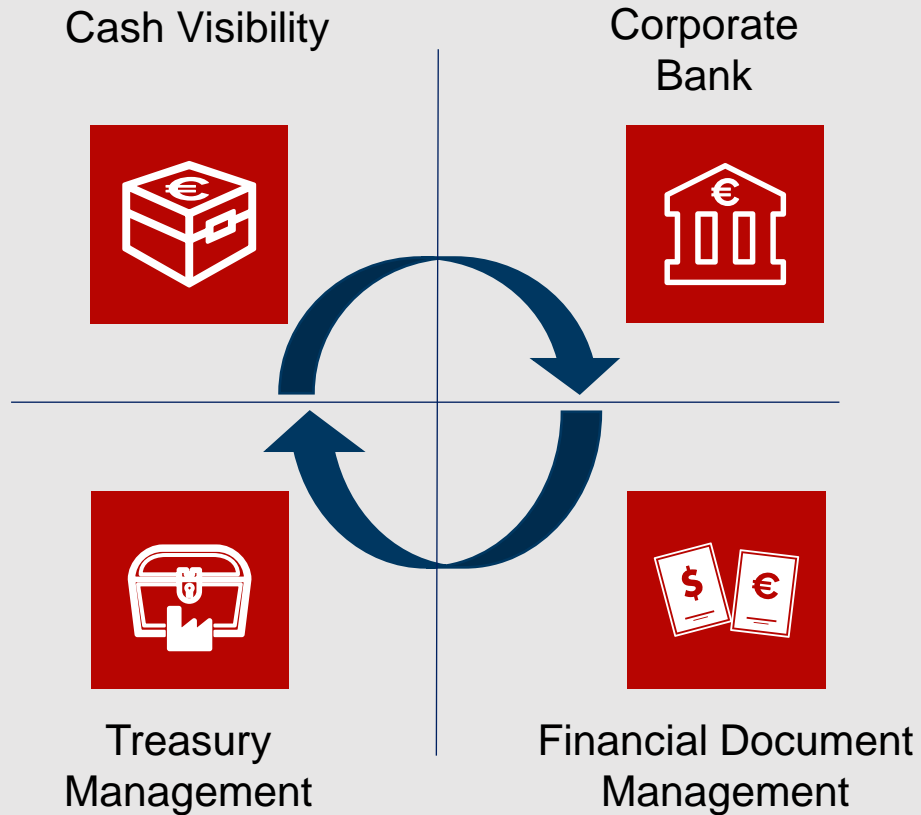 Cash Visibility
Corporate
Bank
€
€
$
€
Treasury
Management
Financial Document
Management